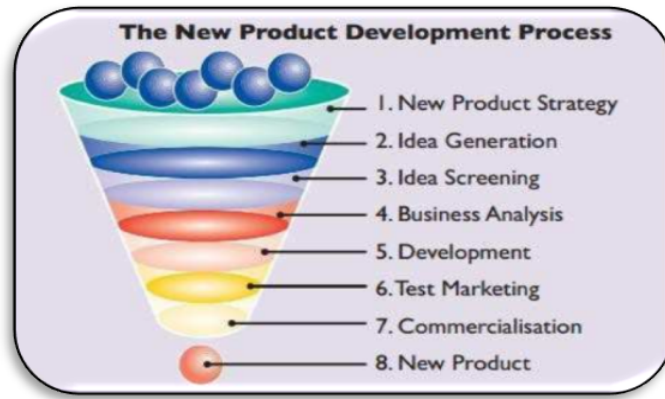 The New Product Development Process
1. New Product Strategy
2. Idea Generation
3. Idea Screening
4. Business Analysis
5. Development
6. Test Marketing
7. Commercialisation
8. New Product